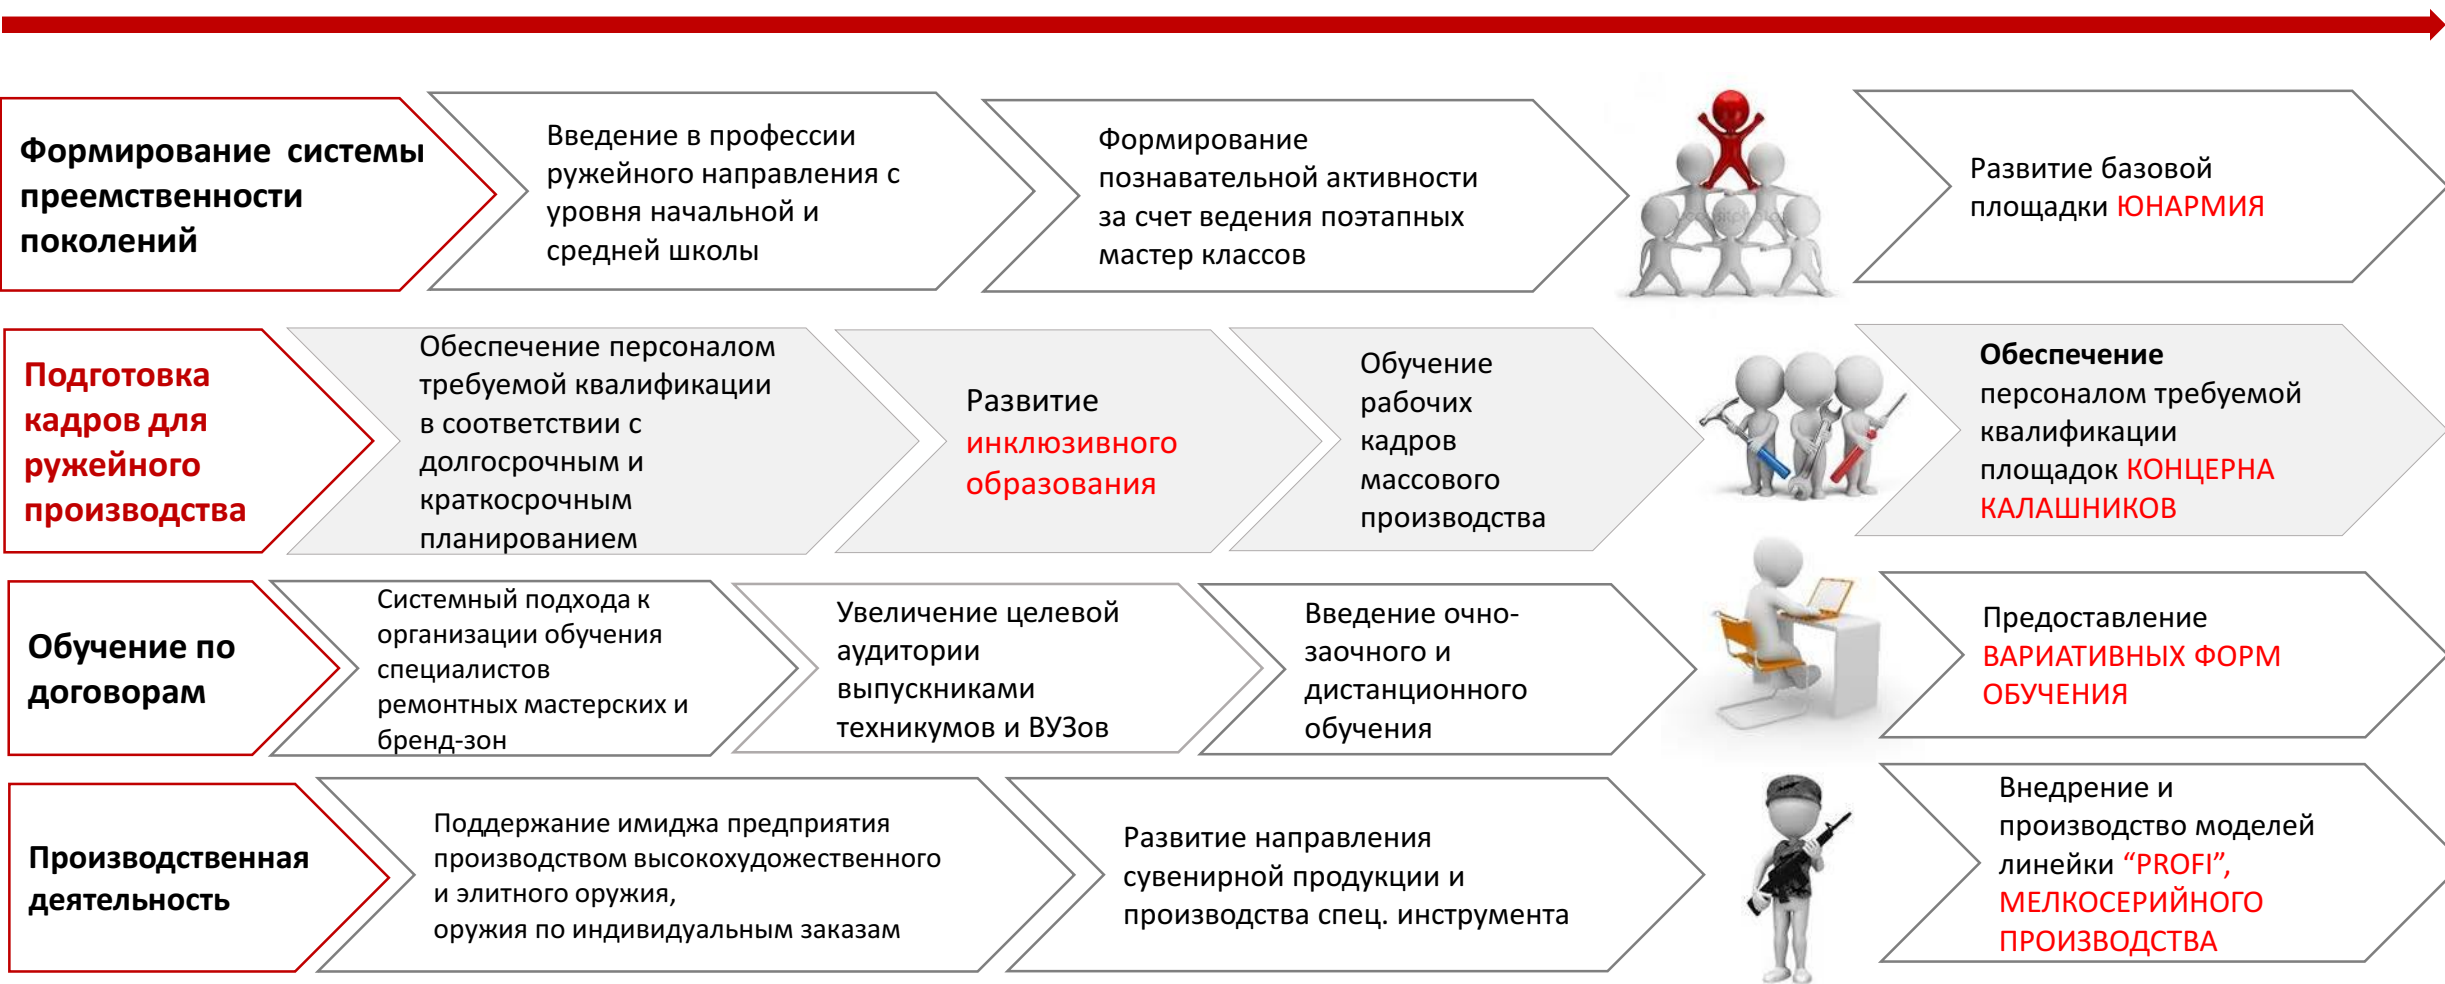 Формирование системы
преемственности
поколений
Введение в профессии
ружейного направления с
уровня начальной и
средней школы
Формирование
познавательной активности
за счет ведения поэтапных
мастер классов
Развитие базовой
площадки ЮНАРМИЯ
Подготовка
кадров для
ружейного
производства
Обеспечение персоналом
требуемой квалификации
в соответствии с
долгосрочным и
краткосрочным
планированием
Развитие
инклюзивного
образования
Обучение
рабочих
кадров
массового
производства
Обеспечение
персоналом требуемой
квалификации
площадок КОНЦЕРНА
КАЛАШНИКОВ
Обучение по
договорам
Системный подхода к
организации обучения
специалистов
ремонтных мастерских и
бренд-зон
Увеличение целевой
аудитории
выпускниками
техникумов и ВУЗов
Введение очно-
заочного и
дистанционного
обучения
Предоставление
ВАРИАТИВНЫХ ФОРМ
ОБУЧЕНИЯ
Производственная
деятельность
Поддержание имиджа предприятия
производством высокохудожественного
и элитного оружия,
оружия по индивидуальным заказам
Развитие направления
сувенирной продукции и
производства спец. инструмента
Внедрение и
производство моделей
линейки “PROFI”,
МЕЛКОСЕРИЙНОГО
ПРОИЗВОДСТВА